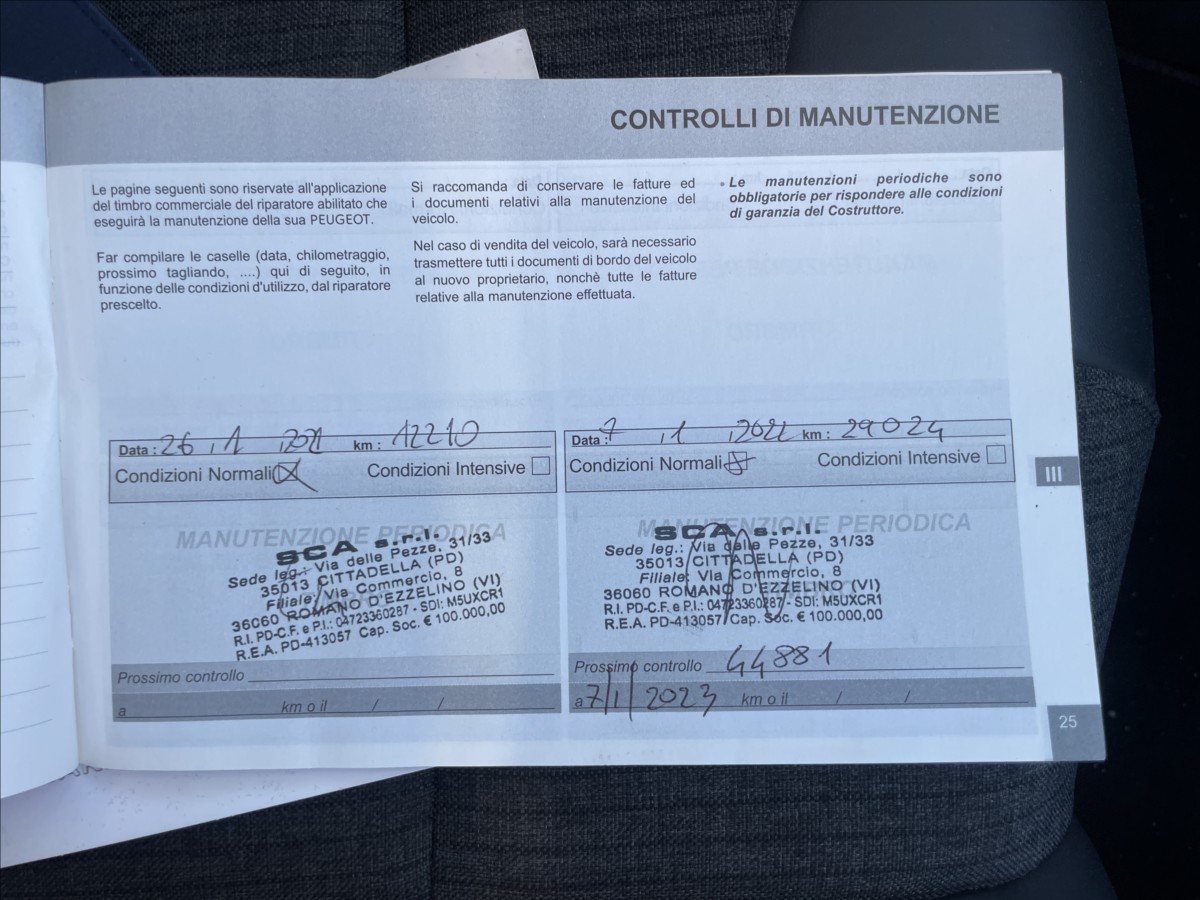 CONTROLLI DI MANUTENZIONE
Le pagine seguenti sono riservate all'applicazione
del timbro commerciale del riparatore abilitato che
eseguirà la manutenzione della sua PEUGEOT.
Far compilare le caselle (data, chilometraggio,
prossimo tagliando, ....) qui di seguito, in
funzione delle condizioni d'utilizzo, dal riparatore
prescelto.
Si raccomanda di conservare le fatture ed
i documenti relativi alla manutenzione del
veicolo.
Nel caso di vendita del veicolo, sarà necessario
trasmettere tutti i documenti di bordo del veicolo
al nuovo proprietario, nonchè tutte le fatture
relative alla manutenzione effettuata.
• Le manutenzioni periodiche sono
obbligatorie per rispondere alle condizioni
di garanzia del Costruttore.
Data : 26 , 1 , 2021 km : 12210
Condizioni Normali Condizioni Intensive
MANUTENZIONE PERIODICA
SCA s.r.l.
Sede leg.: Via delle Pezze, 31/33
35013 CITTADELLA (PD)
Filiale: Via Commercio, 8
36060 ROMANO D'EZZELINO (VI)
R.I. PD-C.F. e P.I.: 04723360287 - SDI: M5UXCR1
R.E.A. PD-413057 Cap. Soc. € 100.000,00
Prossimo controllo
a km o il / /
Data : 7 , 1 , 2022 km : 29024
Condizioni Normali Condizioni Intensive
MANUTENZIONE PERIODICA
SCA s.r.l.
Sede leg.: Via delle Pezze, 31/33
35013 CITTADELLA (PD)
Filiale: Via Commercio, 8
36060 ROMANO D'EZZELINO (VI)
R.I. PD-C.F. e P.I.: 04723360287 - SDI: M5UXCR1
R.E.A. PD-413057 Cap. Soc. € 100.000,00
Prossimo controllo 44881
a 7/1/2023 km o il / /
III
25